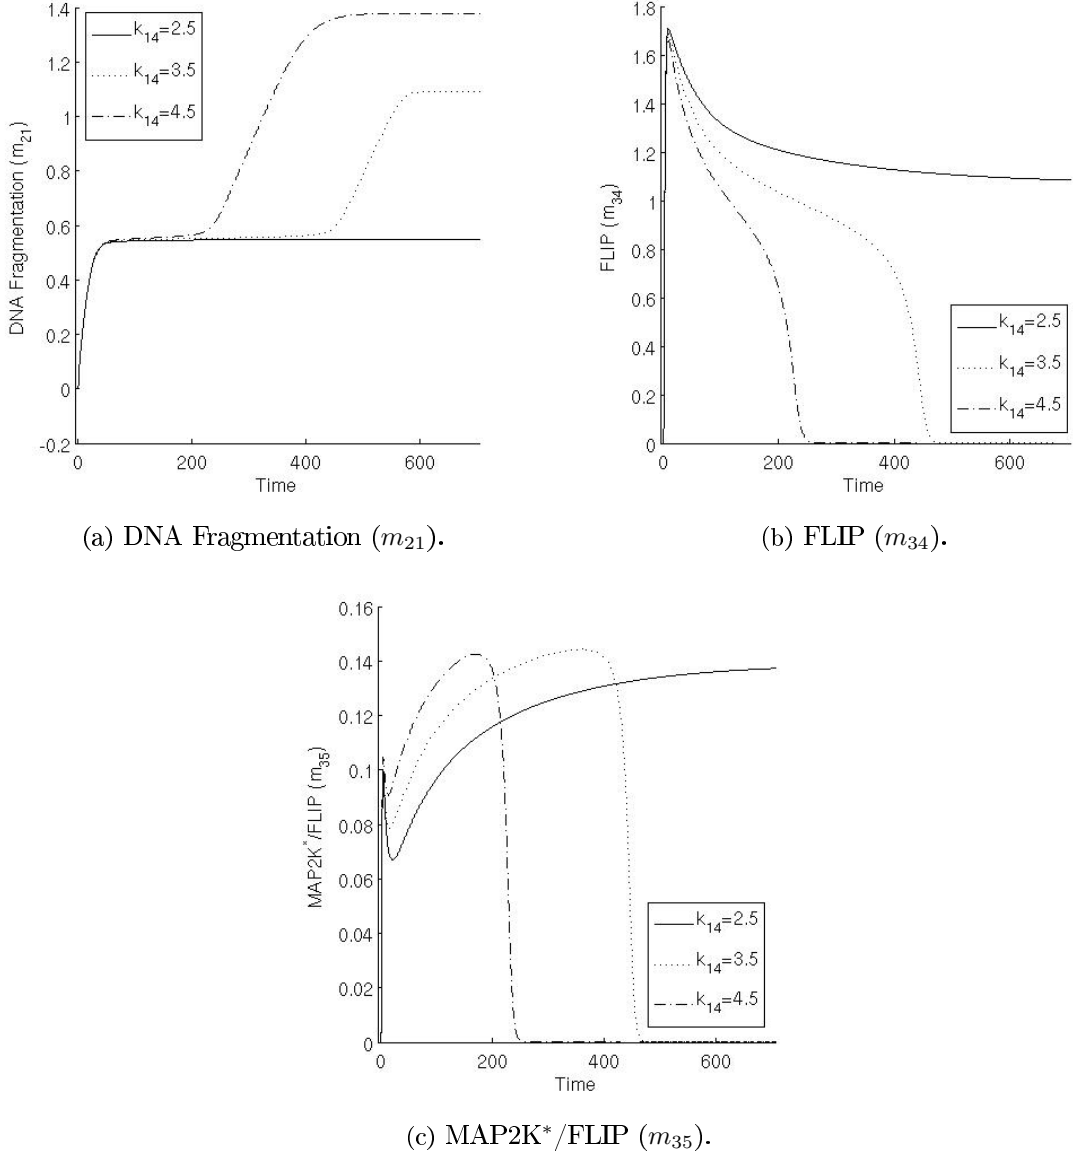 1.4
1.2
1
0.8
0.6
0.4
0.2
0
-0.2
DNA Fragmentation (m21)
k14=2.5
k14=3.5
k14=4.5
0 200 400 600
Time
(a) DNA Fragmentation (m21).
1.8
1.6
1.4
1.2
1
0.8
0.6
0.4
0.2
0
FLIP (m34)
k14=2.5
k14=3.5
k14=4.5
0 200 400 600
Time
(b) FLIP (m34).
0.16
0.14
0.12
0.1
0.08
0.06
0.04
0.02
0
MAP2K*/FLIP (m35)
k14=2.5
k14=3.5
k14=4.5
0 200 400 600
Time
(c) MAP2K*/FLIP (m35).